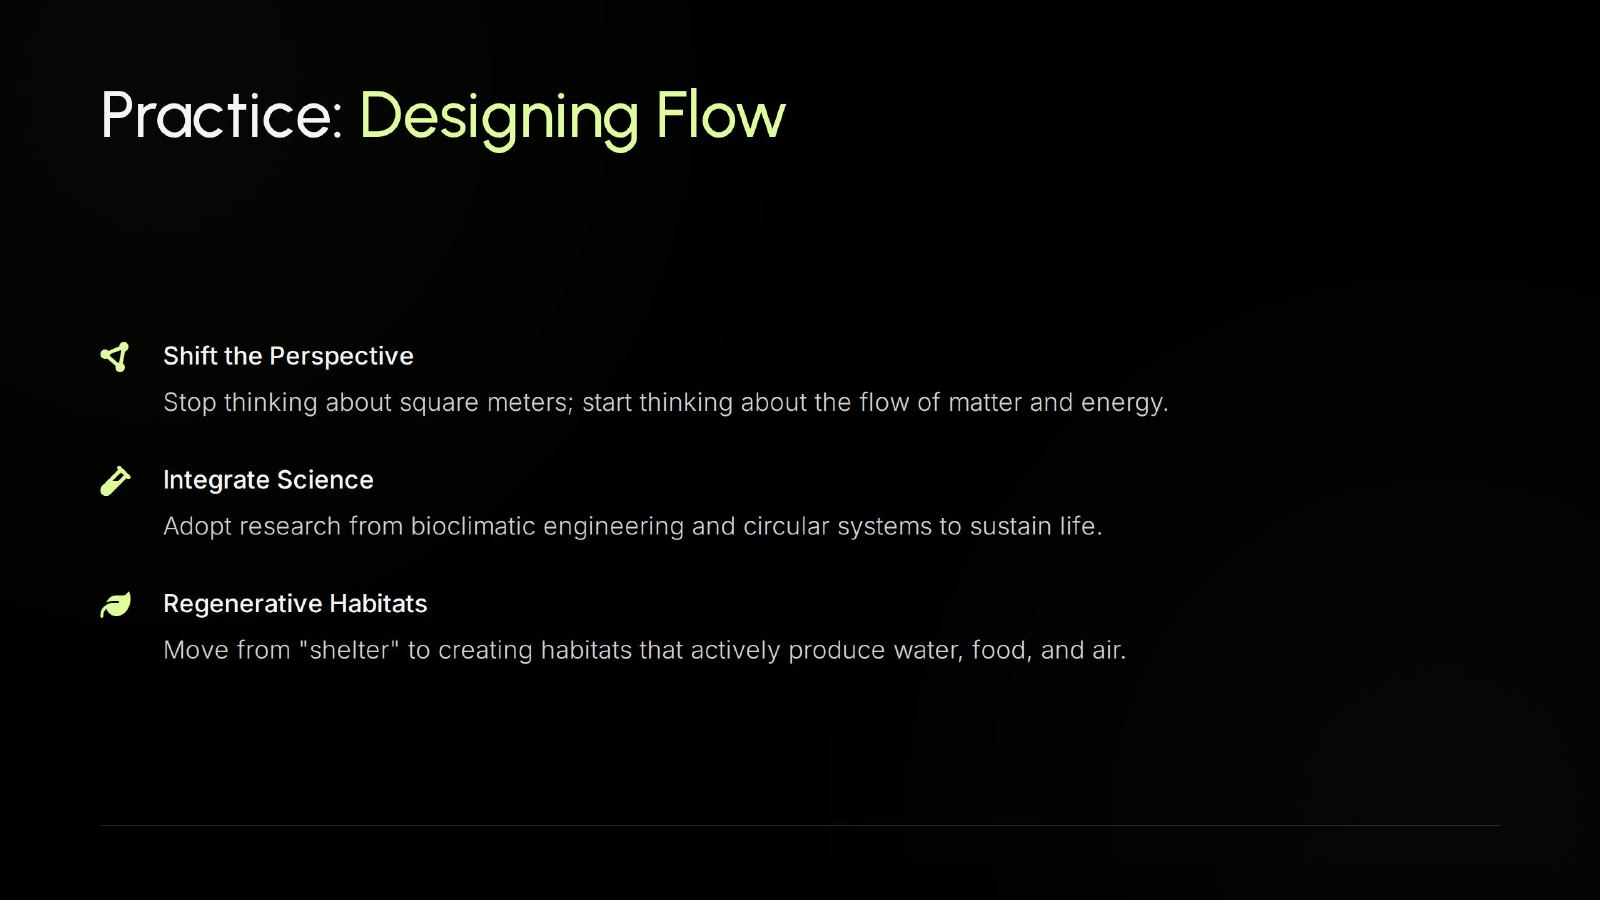 Practice: Designing Flow
Shift the Perspective
Stop thinking about square meters; start thinking about the flow of matter and energy.
Integrate Science
Adopt research from bioclimatic engineering and circular systems to sustain life.
Regenerative Habitats
Move from "shelter" to creating habitats that actively produce water, food, and air.